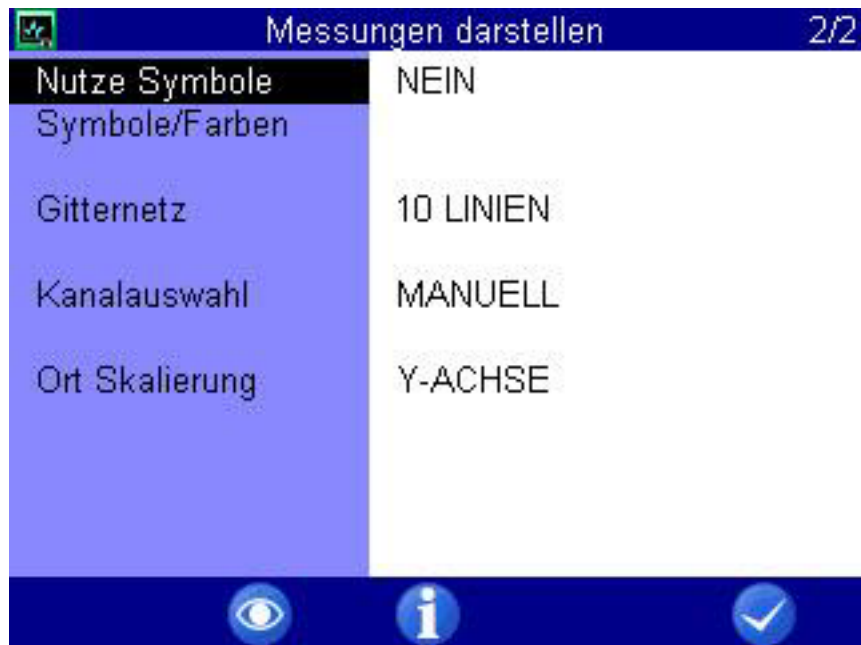 Messungen darstellen 2/2
Nutze Symbole NEIN
Symbole/Farben
Gitternetz 10 LINIEN
Kanalauswahl MANUELL
Ort Skalierung Y-ACHSE